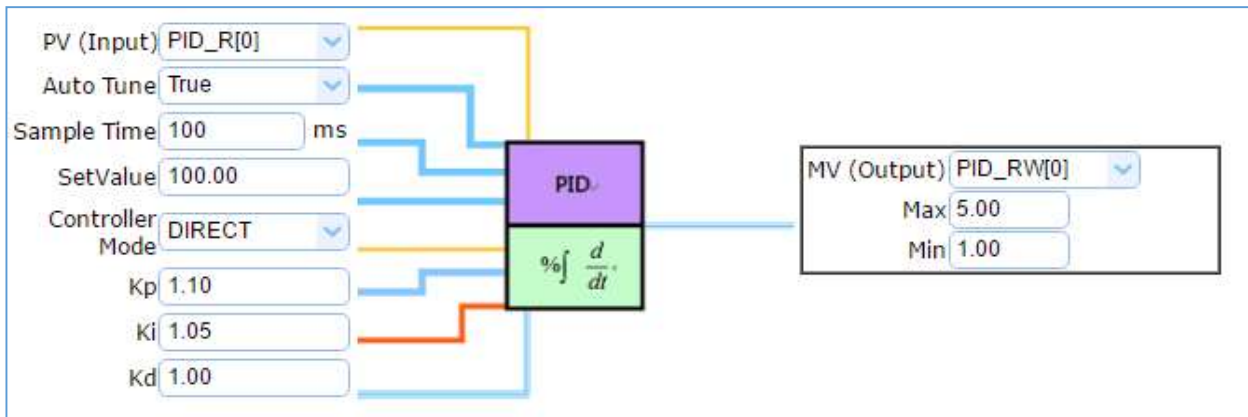 PV (Input) PID_R[0]
Auto Tune True
Sample Time 100 ms
SetValue 100.00
Controller
Mode DIRECT
Kp 1.10
Ki 1.05
Kd 1.00
PID
%∫ d/dt
MV (Output) PID_RW[0]
Max 5.00
Min 1.00